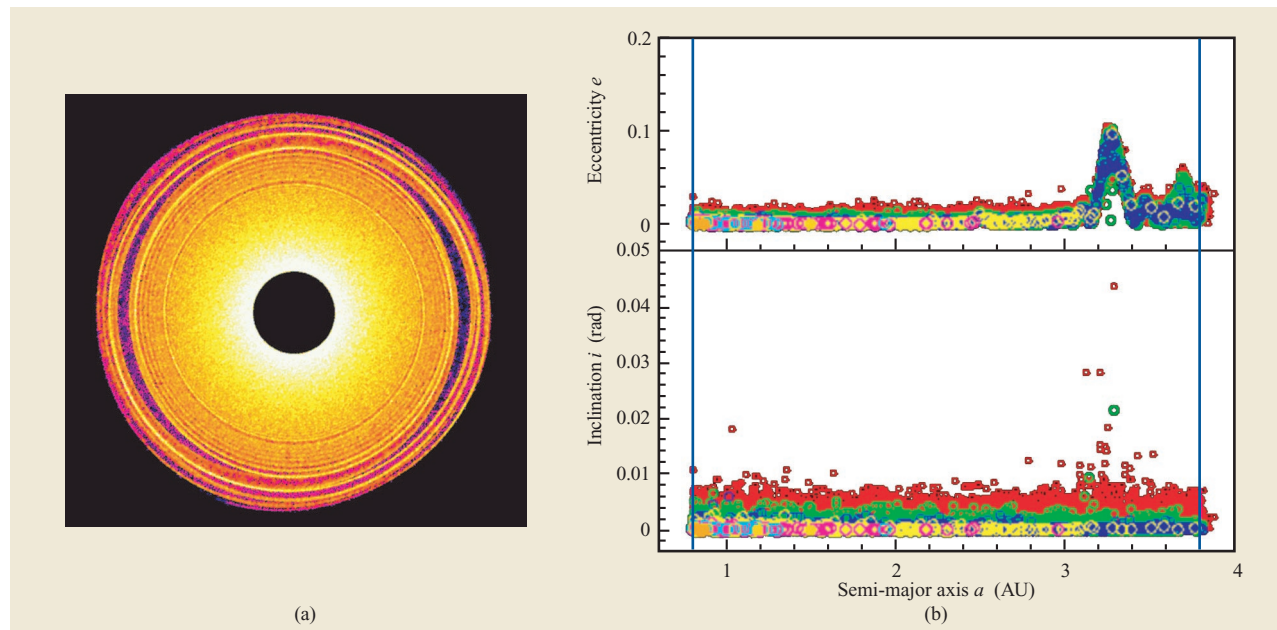 0.2
0.1
0
Eccentricity e
0.05
0.04
0.03
0.02
0.01
0
Inclination i (rad)
1 2 3 4
Semi-major axis a (AU)
(a) (b)